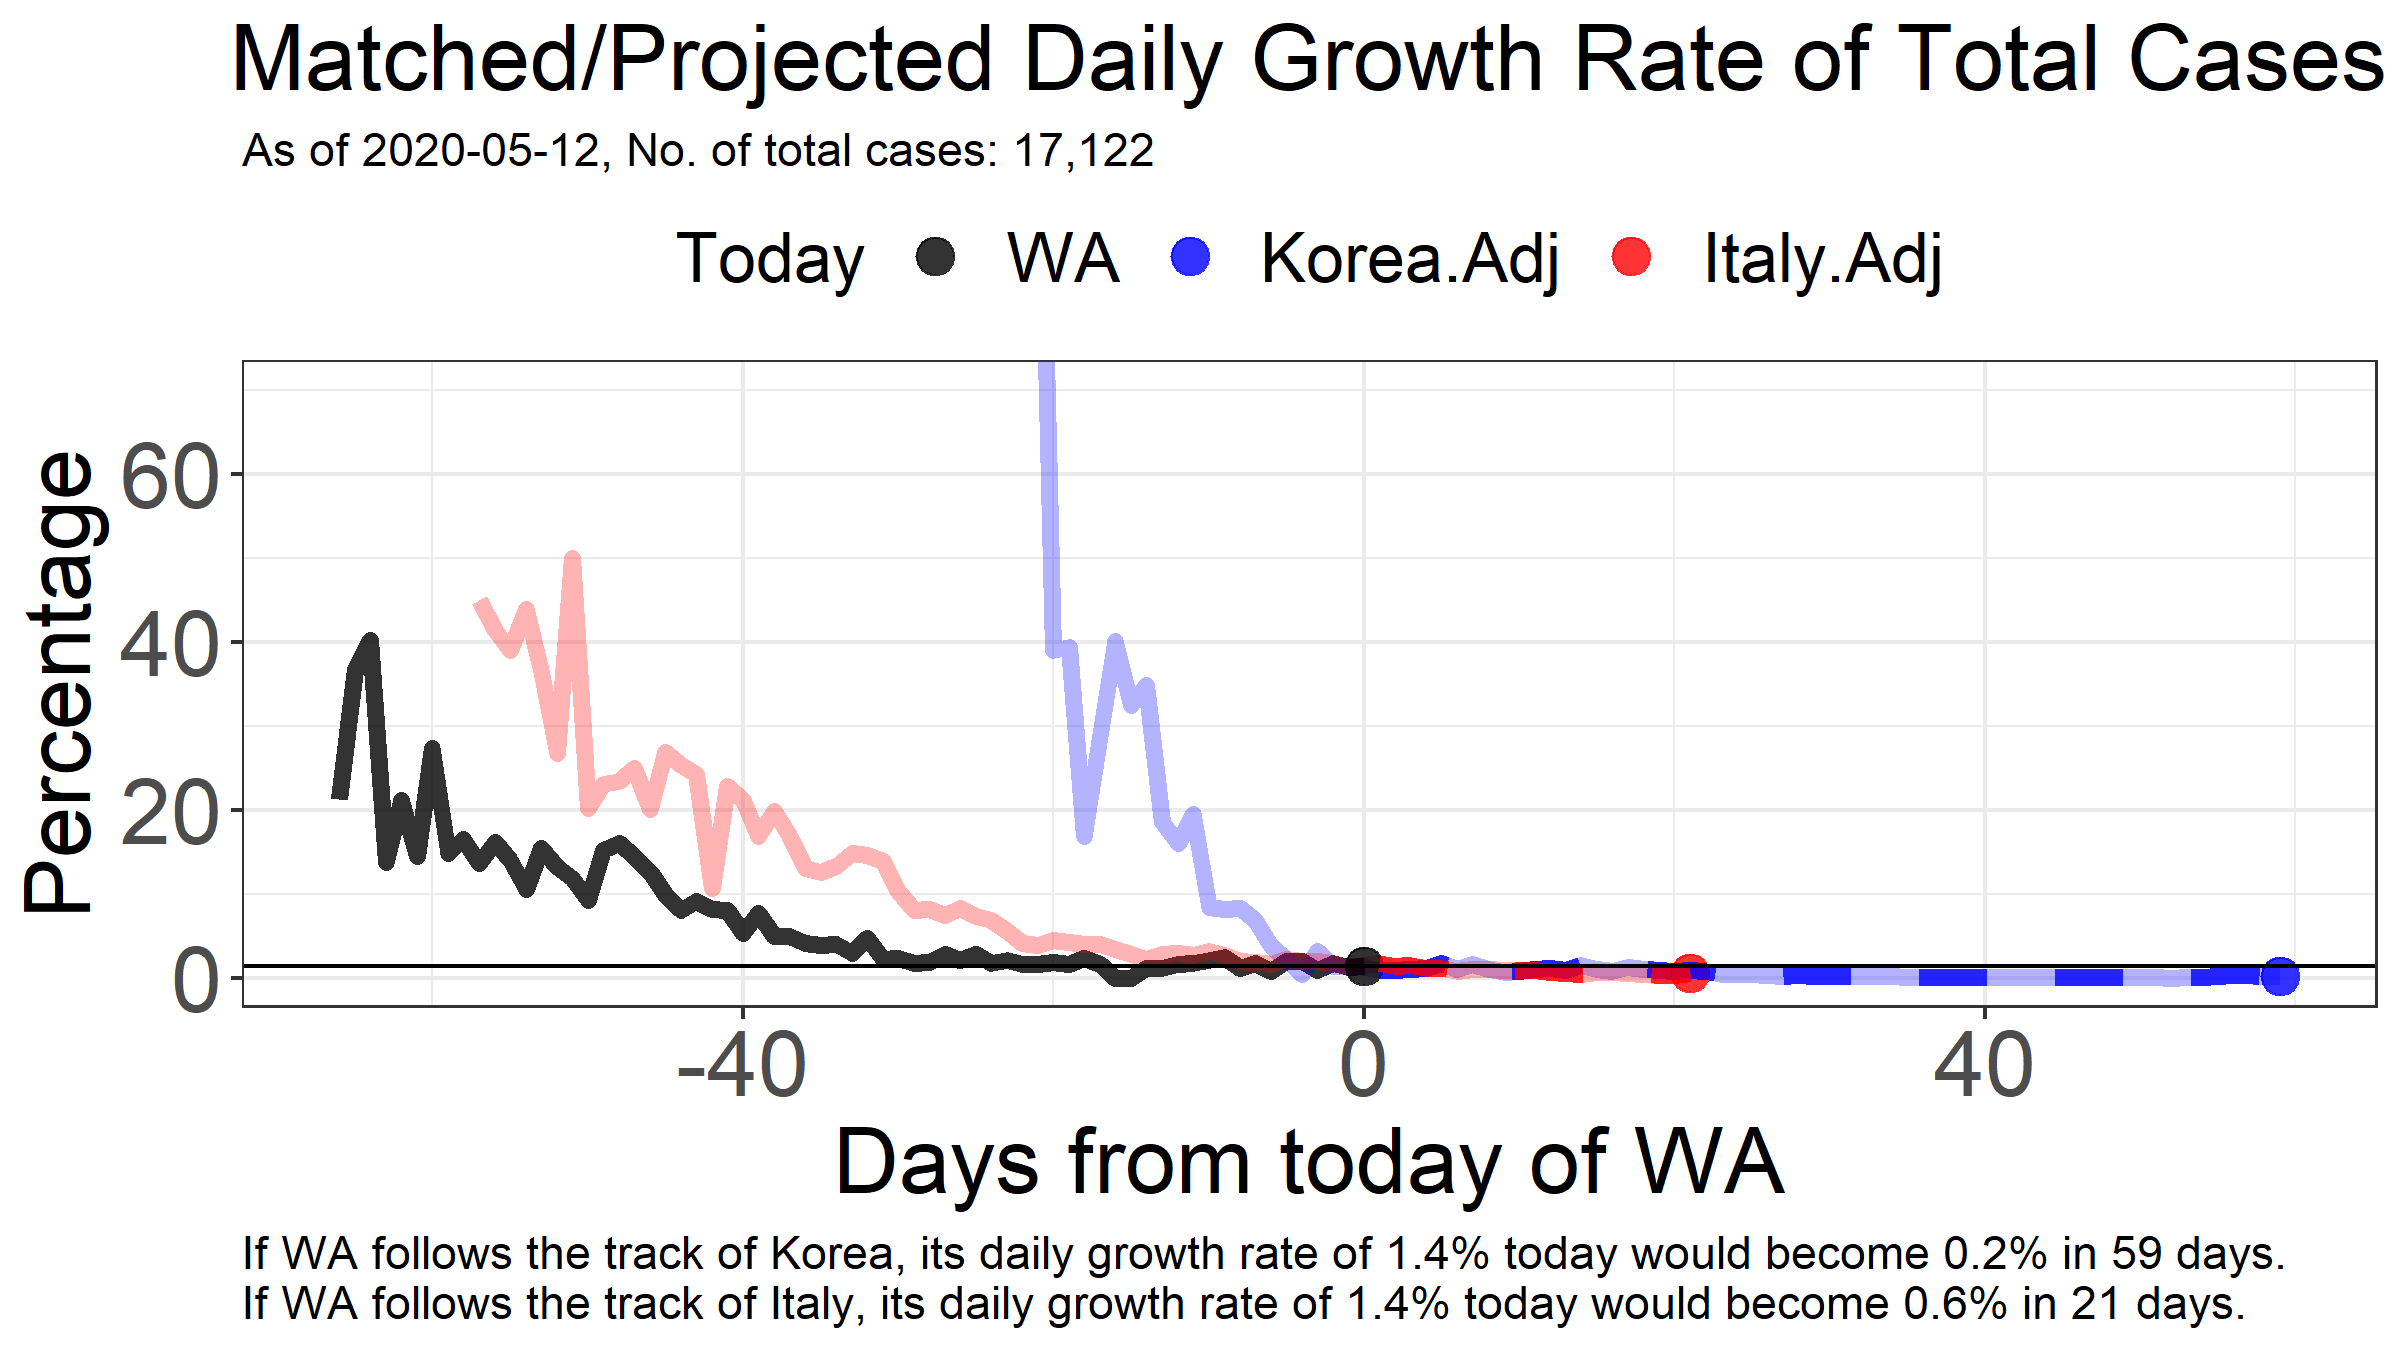 Matched/Projected Daily Growth Rate of Total Cases
As of 2020-05-12, No. of total cases: 17,122
Today WA Korea.Adj Italy.Adj
Percentage
60
40
20
0
-40 0 40
Days from today of WA
If WA follows the track of Korea, its daily growth rate of 1.4% today would become 0.2% in 59 days.
If WA follows the track of Italy, its daily growth rate of 1.4% today would become 0.6% in 21 days.